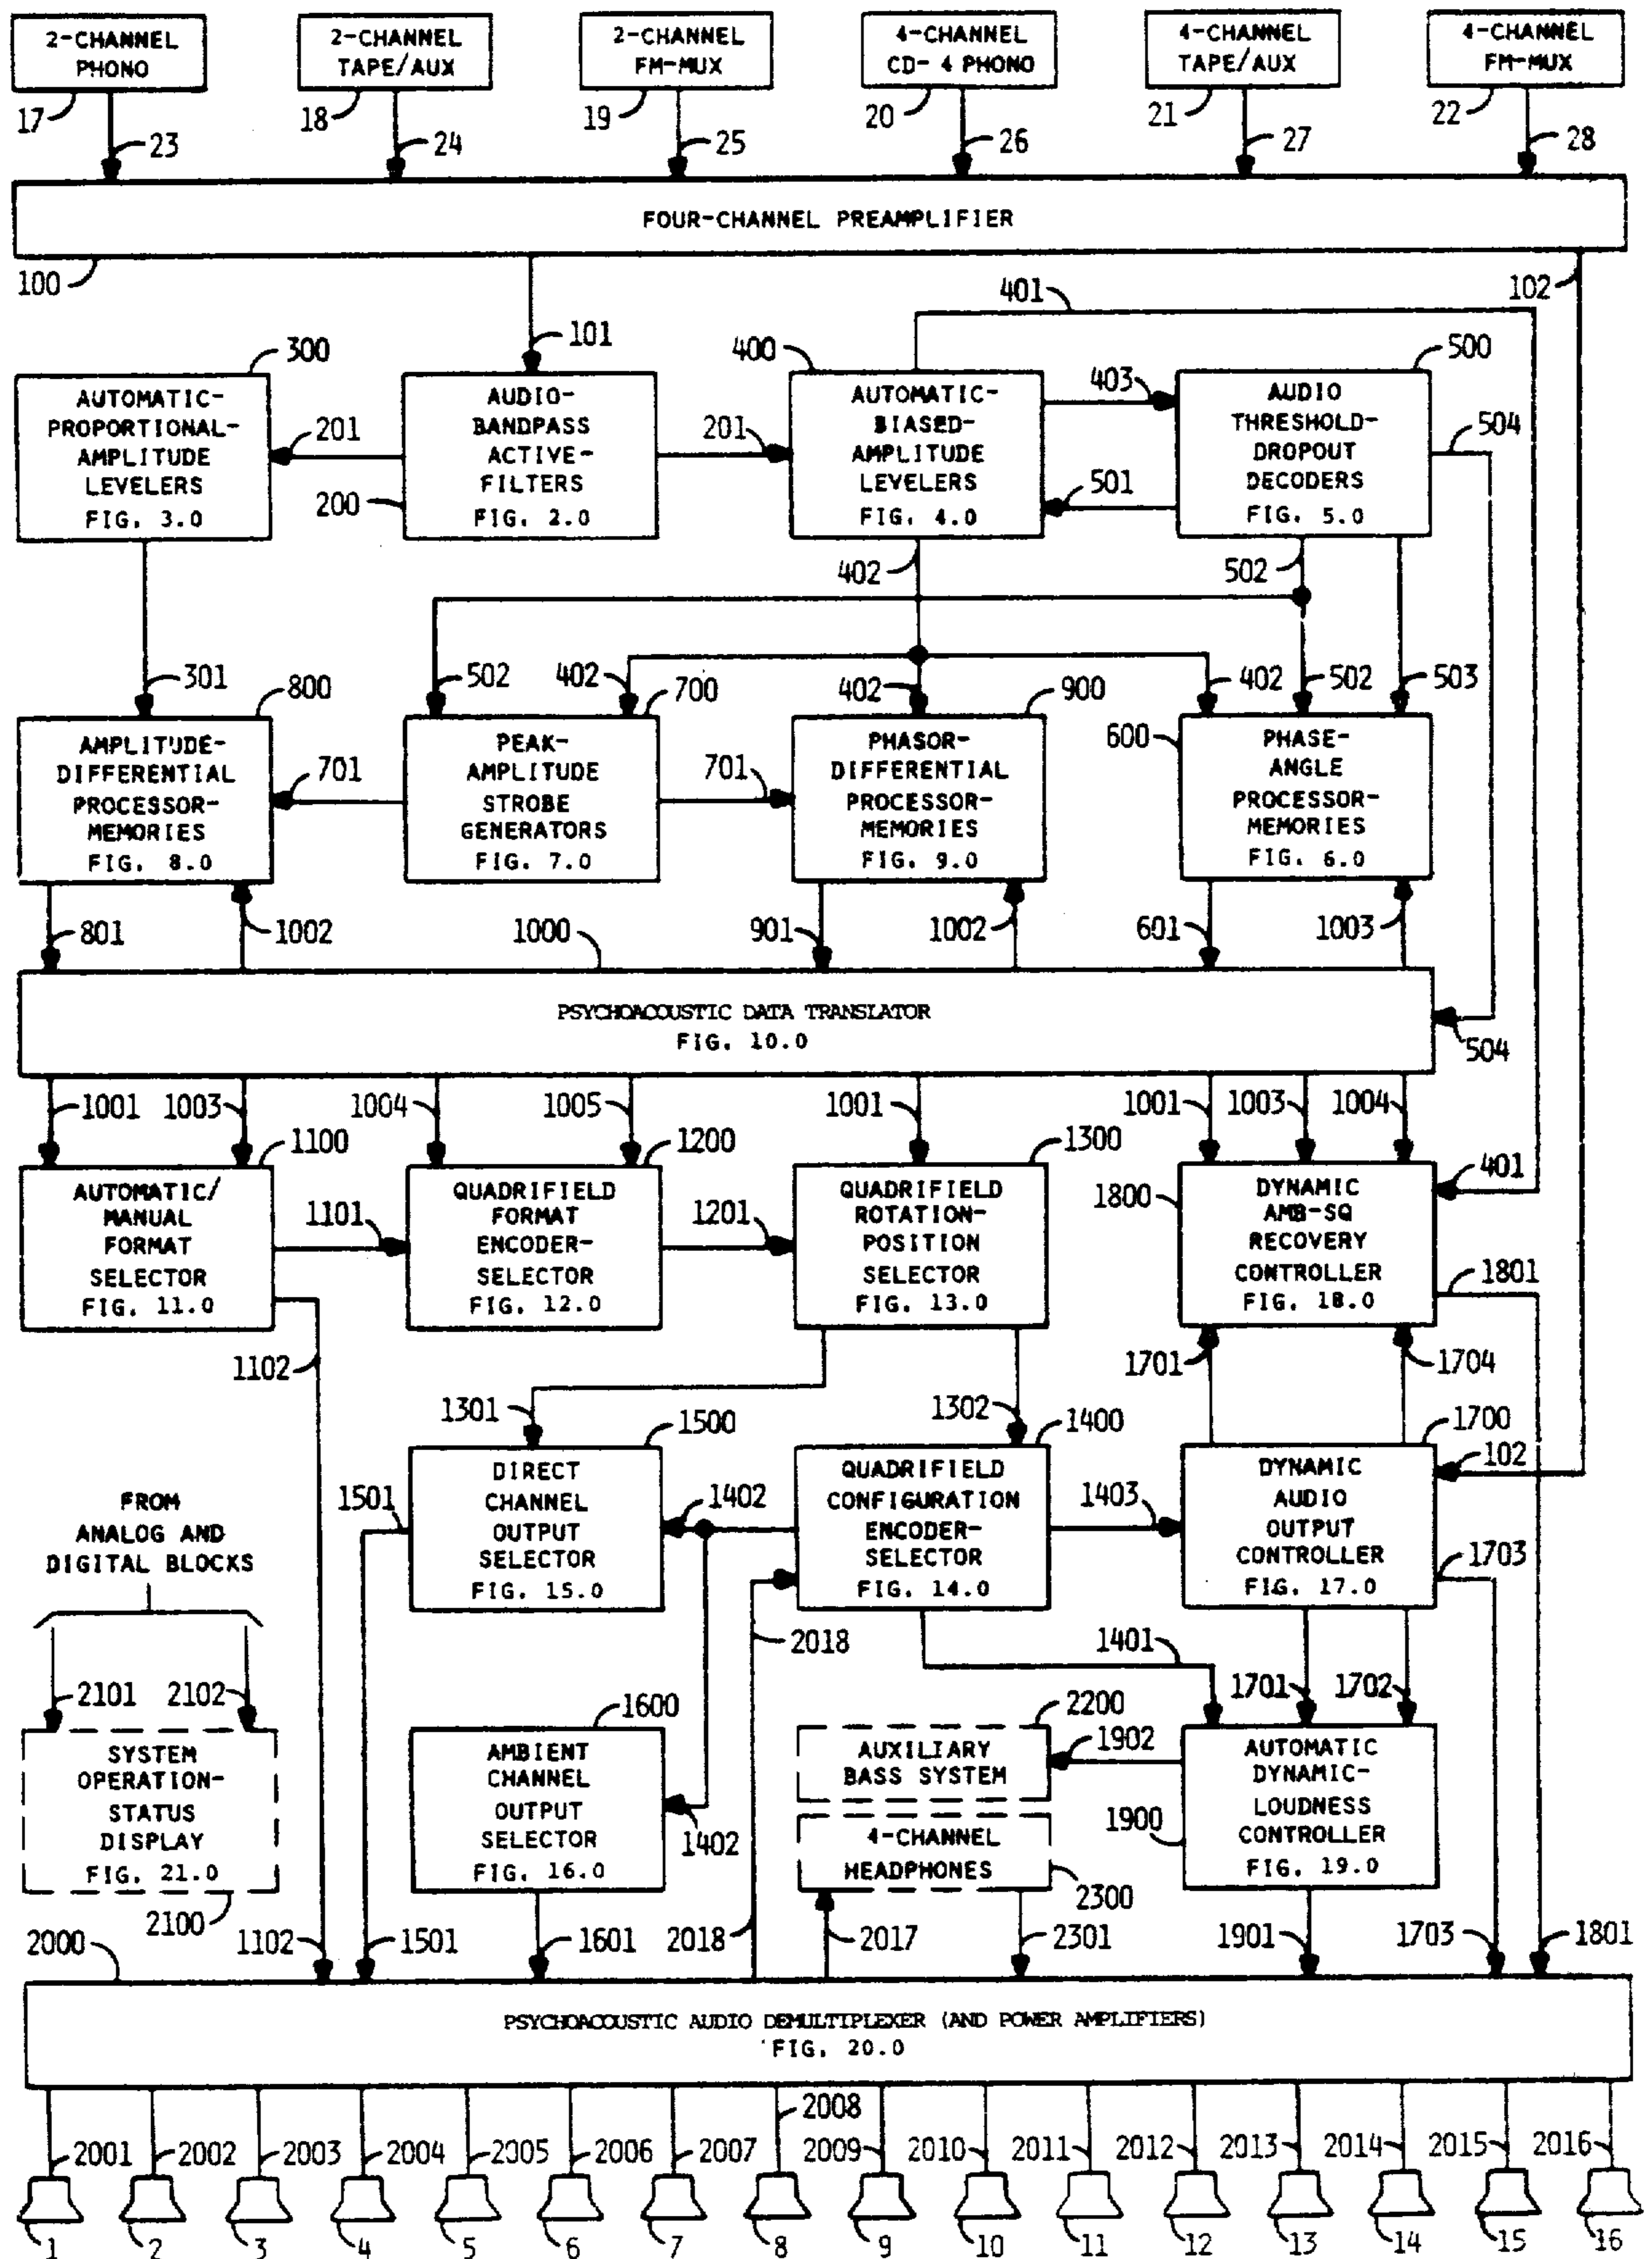 2-CHANNEL
PHONO
2-CHANNEL
TAPE/AUX
2-CHANNEL
FM-MUX
4-CHANNEL
CD-4 PHONO
4-CHANNEL
TAPE/AUX
4-CHANNEL
FM-MUX
17
23
18
24
19
25
20
26
21
27
22
28
FOUR-CHANNEL PREAMPLIFIER
100
101
401
102
300
400
403
500
AUTOMATIC-
PROPORTIONAL-
AMPLITUDE
LEVELERS
FIG. 3.0
201
AUDIO-
BANDPASS
ACTIVE-
FILTERS
FIG. 2.0
200
201
AUTOMATIC-
BIASED-
AMPLITUDE
LEVELERS
FIG. 4.0
501
AUDIO
THRESHOLD-
DROPOUT
DECODERS
FIG. 5.0
504
402
502
301
800
502
402
700
402
900
402
502
503
AMPLITUDE-
DIFFERENTIAL
PROCESSOR-
MEMORIES
FIG. 8.0
701
PEAK-
AMPLITUDE
STROBE
GENERATORS
FIG. 7.0
701
PHASOR-
DIFFERENTIAL
PROCESSOR-
MEMORIES
FIG. 9.0
600
PHASE-
ANGLE
PROCESSOR-
MEMORIES
FIG. 6.0
801
1002
1000
901
1002
601
1003
PSYCHOACOUSTIC DATA TRANSLATOR
FIG. 10.0
504
1001
1003
1004
1005
1001
1001
1003
1004
1100
1200
1300
AUTOMATIC/
MANUAL
FORMAT
SELECTOR
FIG. 11.0
1101
QUADRIFIELD
FORMAT
ENCODER-
SELECTOR
FIG. 12.0
1201
QUADRIFIELD
ROTATION-
POSITION
SELECTOR
FIG. 13.0
1800
DYNAMIC
AMB-SQ
RECOVERY
CONTROLLER
FIG. 18.0
401
1801
1102
1701
1704
1301
1500
1302
1400
1700
FROM
ANALOG AND
DIGITAL BLOCKS
1501
DIRECT
CHANNEL
OUTPUT
SELECTOR
FIG. 15.0
1402
QUADRIFIELD
CONFIGURATION
ENCODER-
SELECTOR
FIG. 14.0
1403
DYNAMIC
AUDIO
OUTPUT
CONTROLLER
FIG. 17.0
102
1703
2018
1401
2101
2102
1600
2200
1701
1702
SYSTEM
OPERATION-
STATUS
DISPLAY
FIG. 21.0
2100
AMBIENT
CHANNEL
OUTPUT
SELECTOR
FIG. 16.0
1402
AUXILIARY
BASS SYSTEM
1902
4-CHANNEL
HEADPHONES
2300
1900
AUTOMATIC
DYNAMIC-
LOUDNESS
CONTROLLER
FIG. 19.0
2000
1102
1501
1601
2018
2017
2301
1901
1703
1801
PSYCHOACOUSTIC AUDIO DEMULTIPLEXER (AND POWER AMPLIFIERS)
FIG. 20.0
2001
2002
2003
2004
2005
2006
2007
2008
2009
2010
2011
2012
2013
2014
2015
2016
1
2
3
4
5
6
7
8
9
10
11
12
13
14
15
16